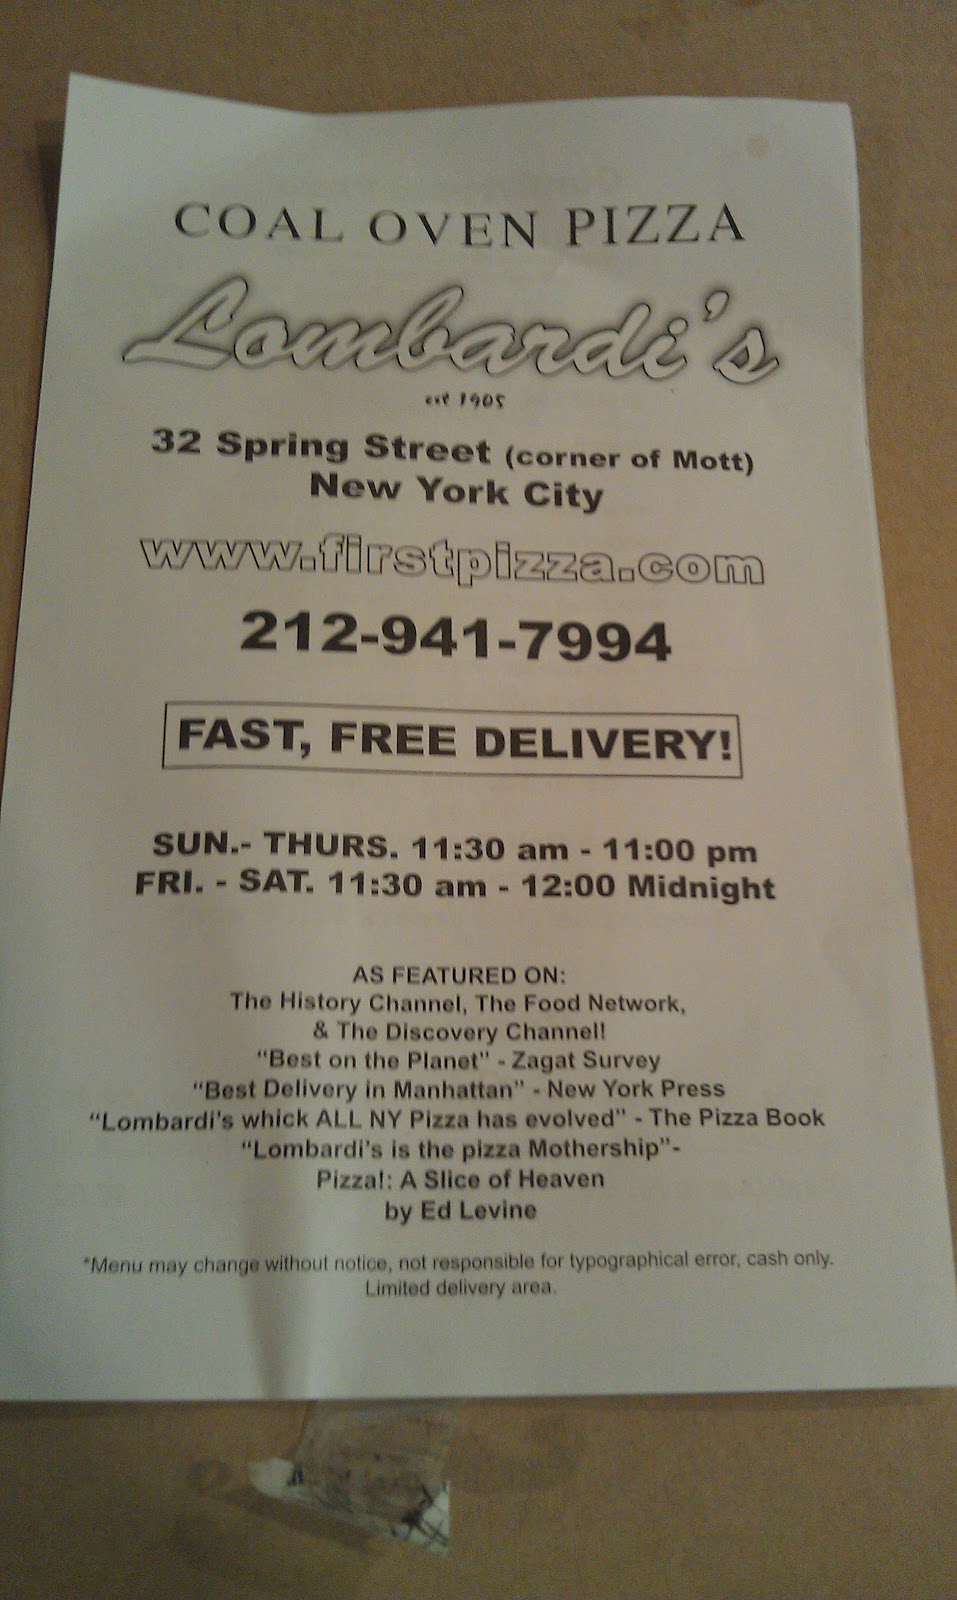 COAL OVEN PIZZA
Lombardi's
est 1905
32 Spring Street (corner of Mott)
New York City
www.firstpizza.com
212-941-7994
FAST, FREE DELIVERY!
SUN.- THURS. 11:30 am - 11:00 pm
FRI. - SAT. 11:30 am - 12:00 Midnight
AS FEATURED ON:
The History Channel, The Food Network,
& The Discovery Channel!
“Best on the Planet” - Zagat Survey
“Best Delivery in Manhattan” - New York Press
“Lombardi's whick ALL NY Pizza has evolved” - The Pizza Book
“Lombardi's is the pizza Mothership”-
Pizza!: A Slice of Heaven
by Ed Levine
*Menu may change without notice, not responsible for typographical error, cash only.
Limited delivery area.